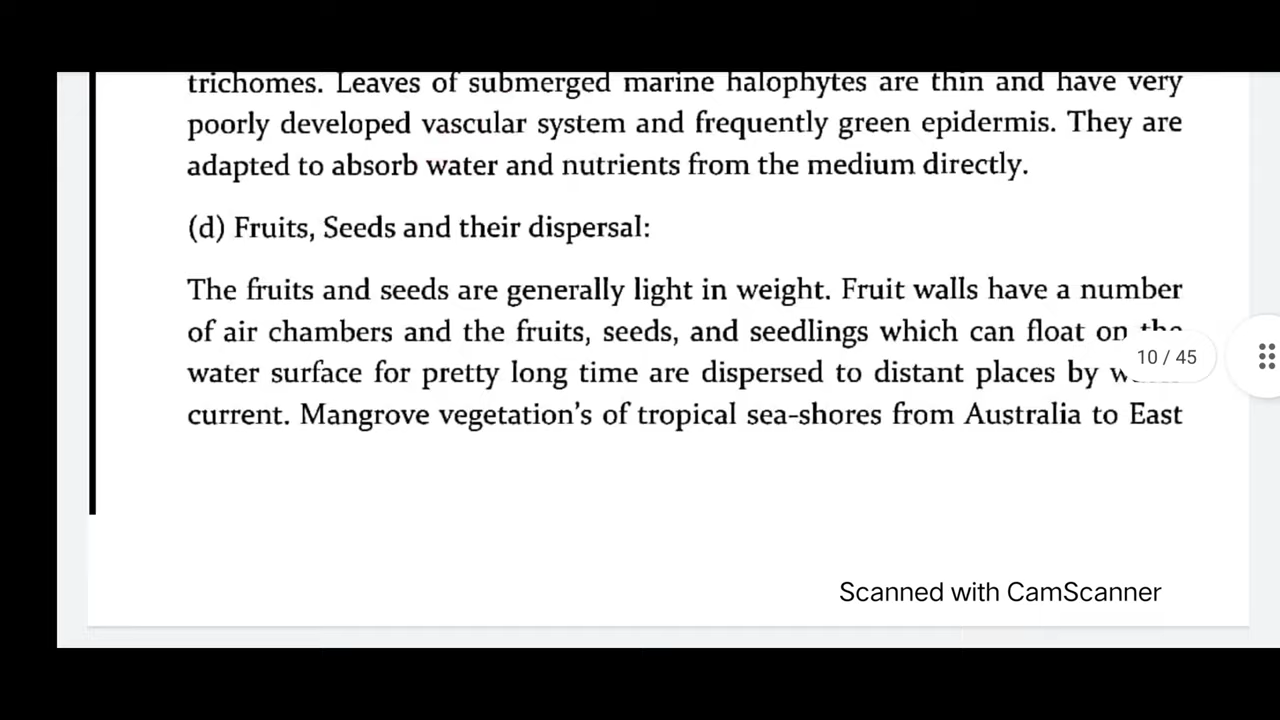 trichomes. Leaves of submerged marine halophytes are thin and have very
poorly developed vascular system and frequently green epidermis. They are
adapted to absorb water and nutrients from the medium directly.
(d) Fruits, Seeds and their dispersal:
The fruits and seeds are generally light in weight. Fruit walls have a number
of air chambers and the fruits, seeds, and seedlings which can float on the
10 / 45
water surface for pretty long time are dispersed to distant places by
current. Mangrove vegetation's of tropical sea-shores from Australia to East
Scanned with CamScanner